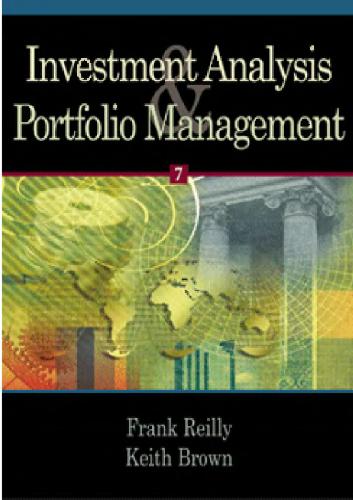 Investment Analysis
&
Portfolio Management
7
Frank Reilly
Keith Brown